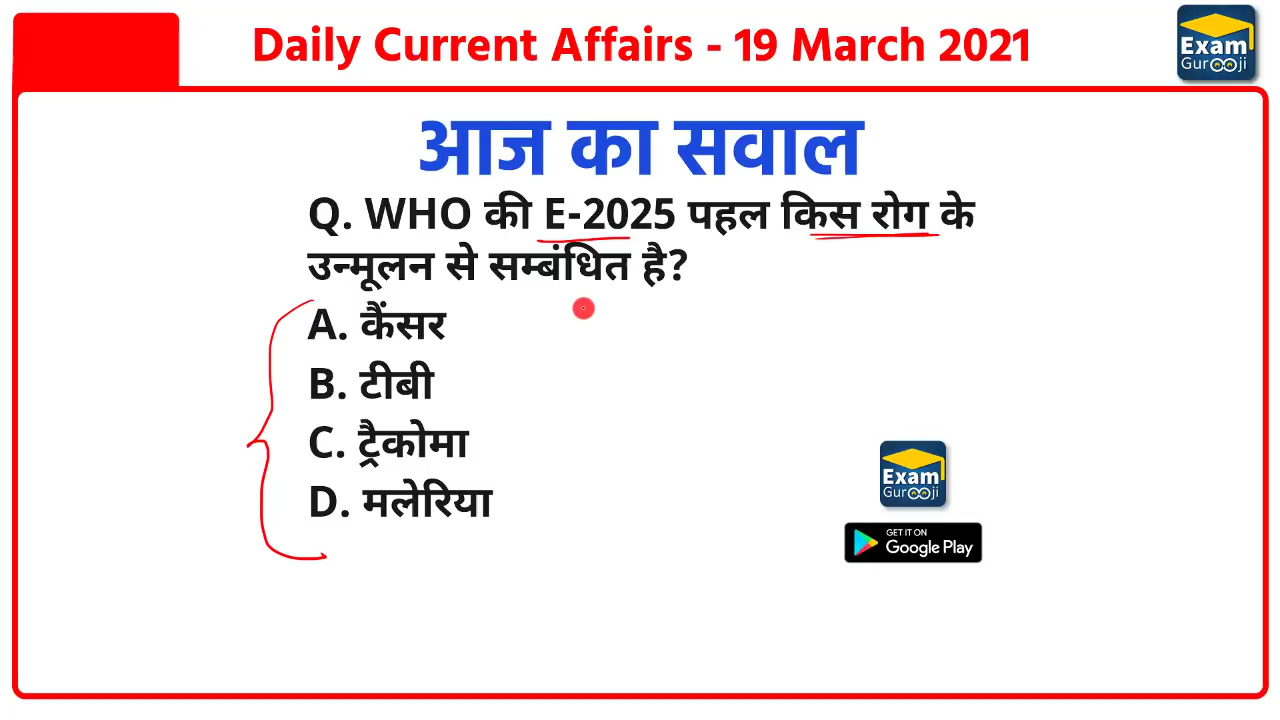 Daily Current Affairs - 19 March 2021
Exam
Gurooji
आज का सवाल
Q. WHO की E-2025 पहल किस रोग के
उन्मूलन से सम्बंधित है?
A. कैंसर
B. टीबी
C. ट्रैकोमा
D. मलेरिया
Exam
Gurooji
GET IT ON
Google Play